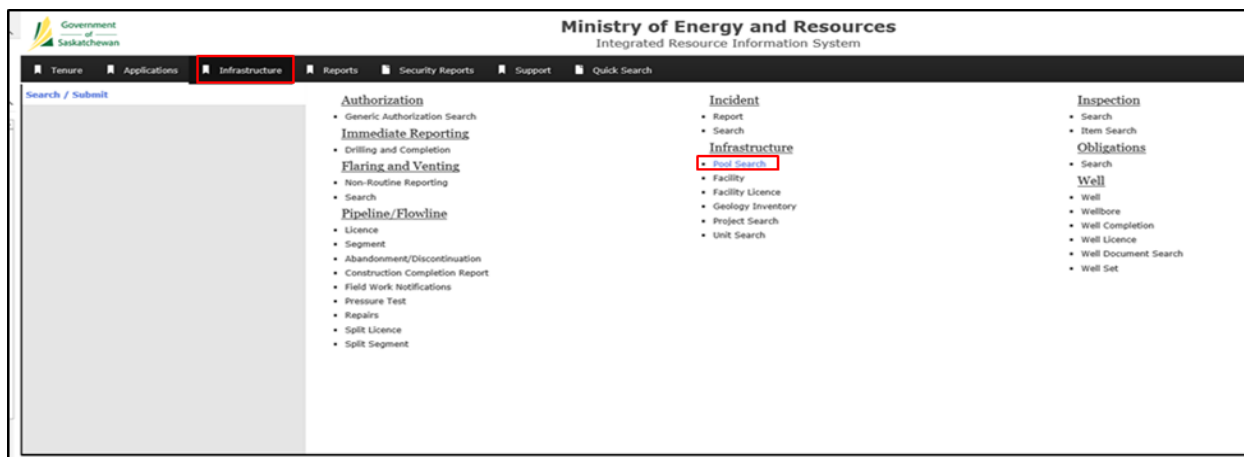 Government
of
Saskatchewan
Ministry of Energy and Resources
Integrated Resource Information System
Tenure Applications Infrastructure Reports Security Reports Support Quick Search
Search / Submit
Authorization
Generic Authorization Search
Immediate Reporting
Drilling and Completion
Flaring and Venting
Non-Routine Reporting
Search
Pipeline/Flowline
Licence
Segment
Abandonment/Discontinuation
Construction Completion Report
Field Work Notifications
Pressure Test
Repairs
Split Licence
Split Segment
Incident
Report
Search
Infrastructure
Pool Search
Facility
Facility Licence
Geology Inventory
Project Search
Unit Search
Inspection
Search
Item Search
Obligations
Search
Well
Well
Wellbore
Well Completion
Well Licence
Well Document Search
Well Set